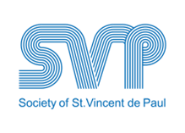 SVP
Society of St.Vincent de Paul